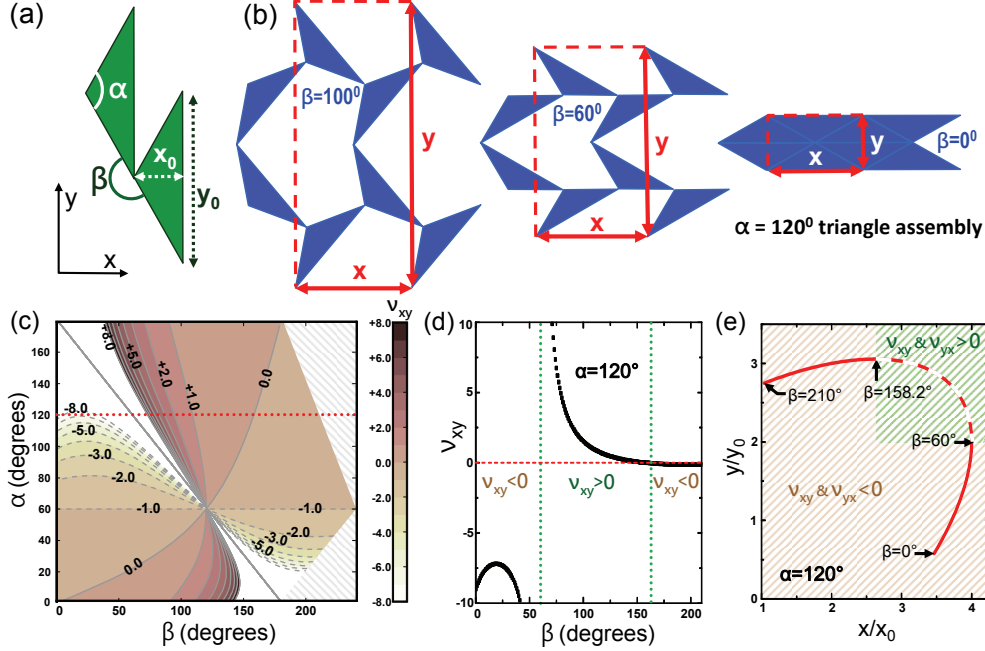 (a)
α
β
x₀
y₀
y
x
(b)
β=100⁰
y
x
β=60⁰
y
x
β=0⁰
y
x
α = 120⁰ triangle assembly
(c)
α (degrees)
160
140
120
100
80
60
40
20
0
+8.0
+5.0
+2.0
+1.0
0.0
-8.0
-5.0
-3.0
-2.0
-1.0
-1.0
-2.0
-3.0
-5.0
0.0
0 50 100 150 200
β (degrees)
νxy
+8.0
+6.0
+4.0
+2.0
0.0
-2.0
-4.0
-6.0
-8.0
(d)
νxy
10
5
0
-5
-10
α=120°
νxy<0
νxy>0
νxy<0
0 50 100 150 200
β (degrees)
(e)
y/y₀
3
2
1
0
νxy & νyx>0
β=210°
β=158.2°
β=60°
νxy & νyx<0
β=0°
α=120°
1 2 3 4
x/x₀